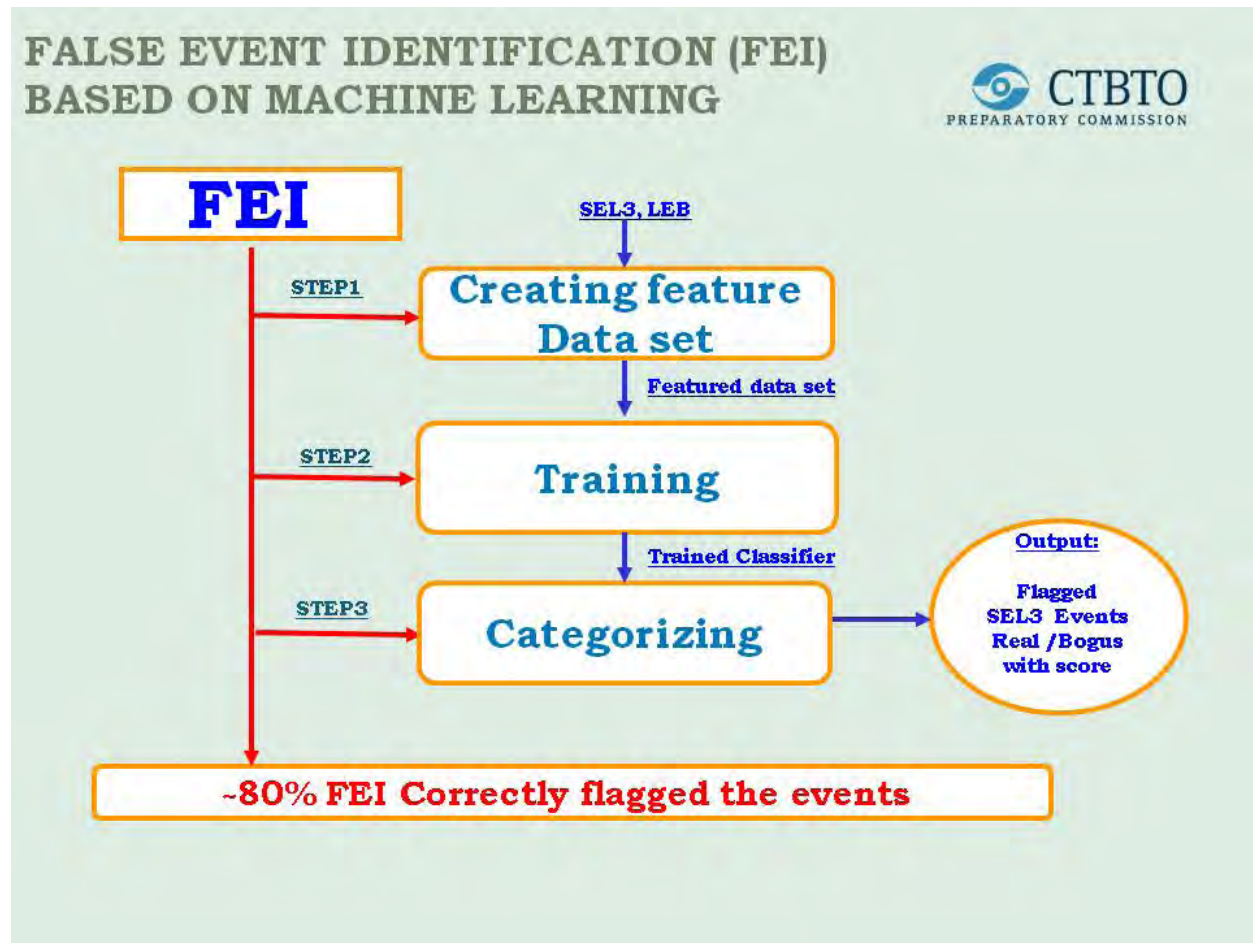 FALSE EVENT IDENTIFICATION (FEI)
BASED ON MACHINE LEARNING
CTBTO
PREPARATORY COMMISSION
FEI
SEL3, LEB
STEP1
Creating feature
Data set
Featured data set
STEP2
Training
Trained Classifier
STEP3
Categorizing
Output:
Flagged
SEL3 Events
Real /Bogus
with score
~80% FEI Correctly flagged the events